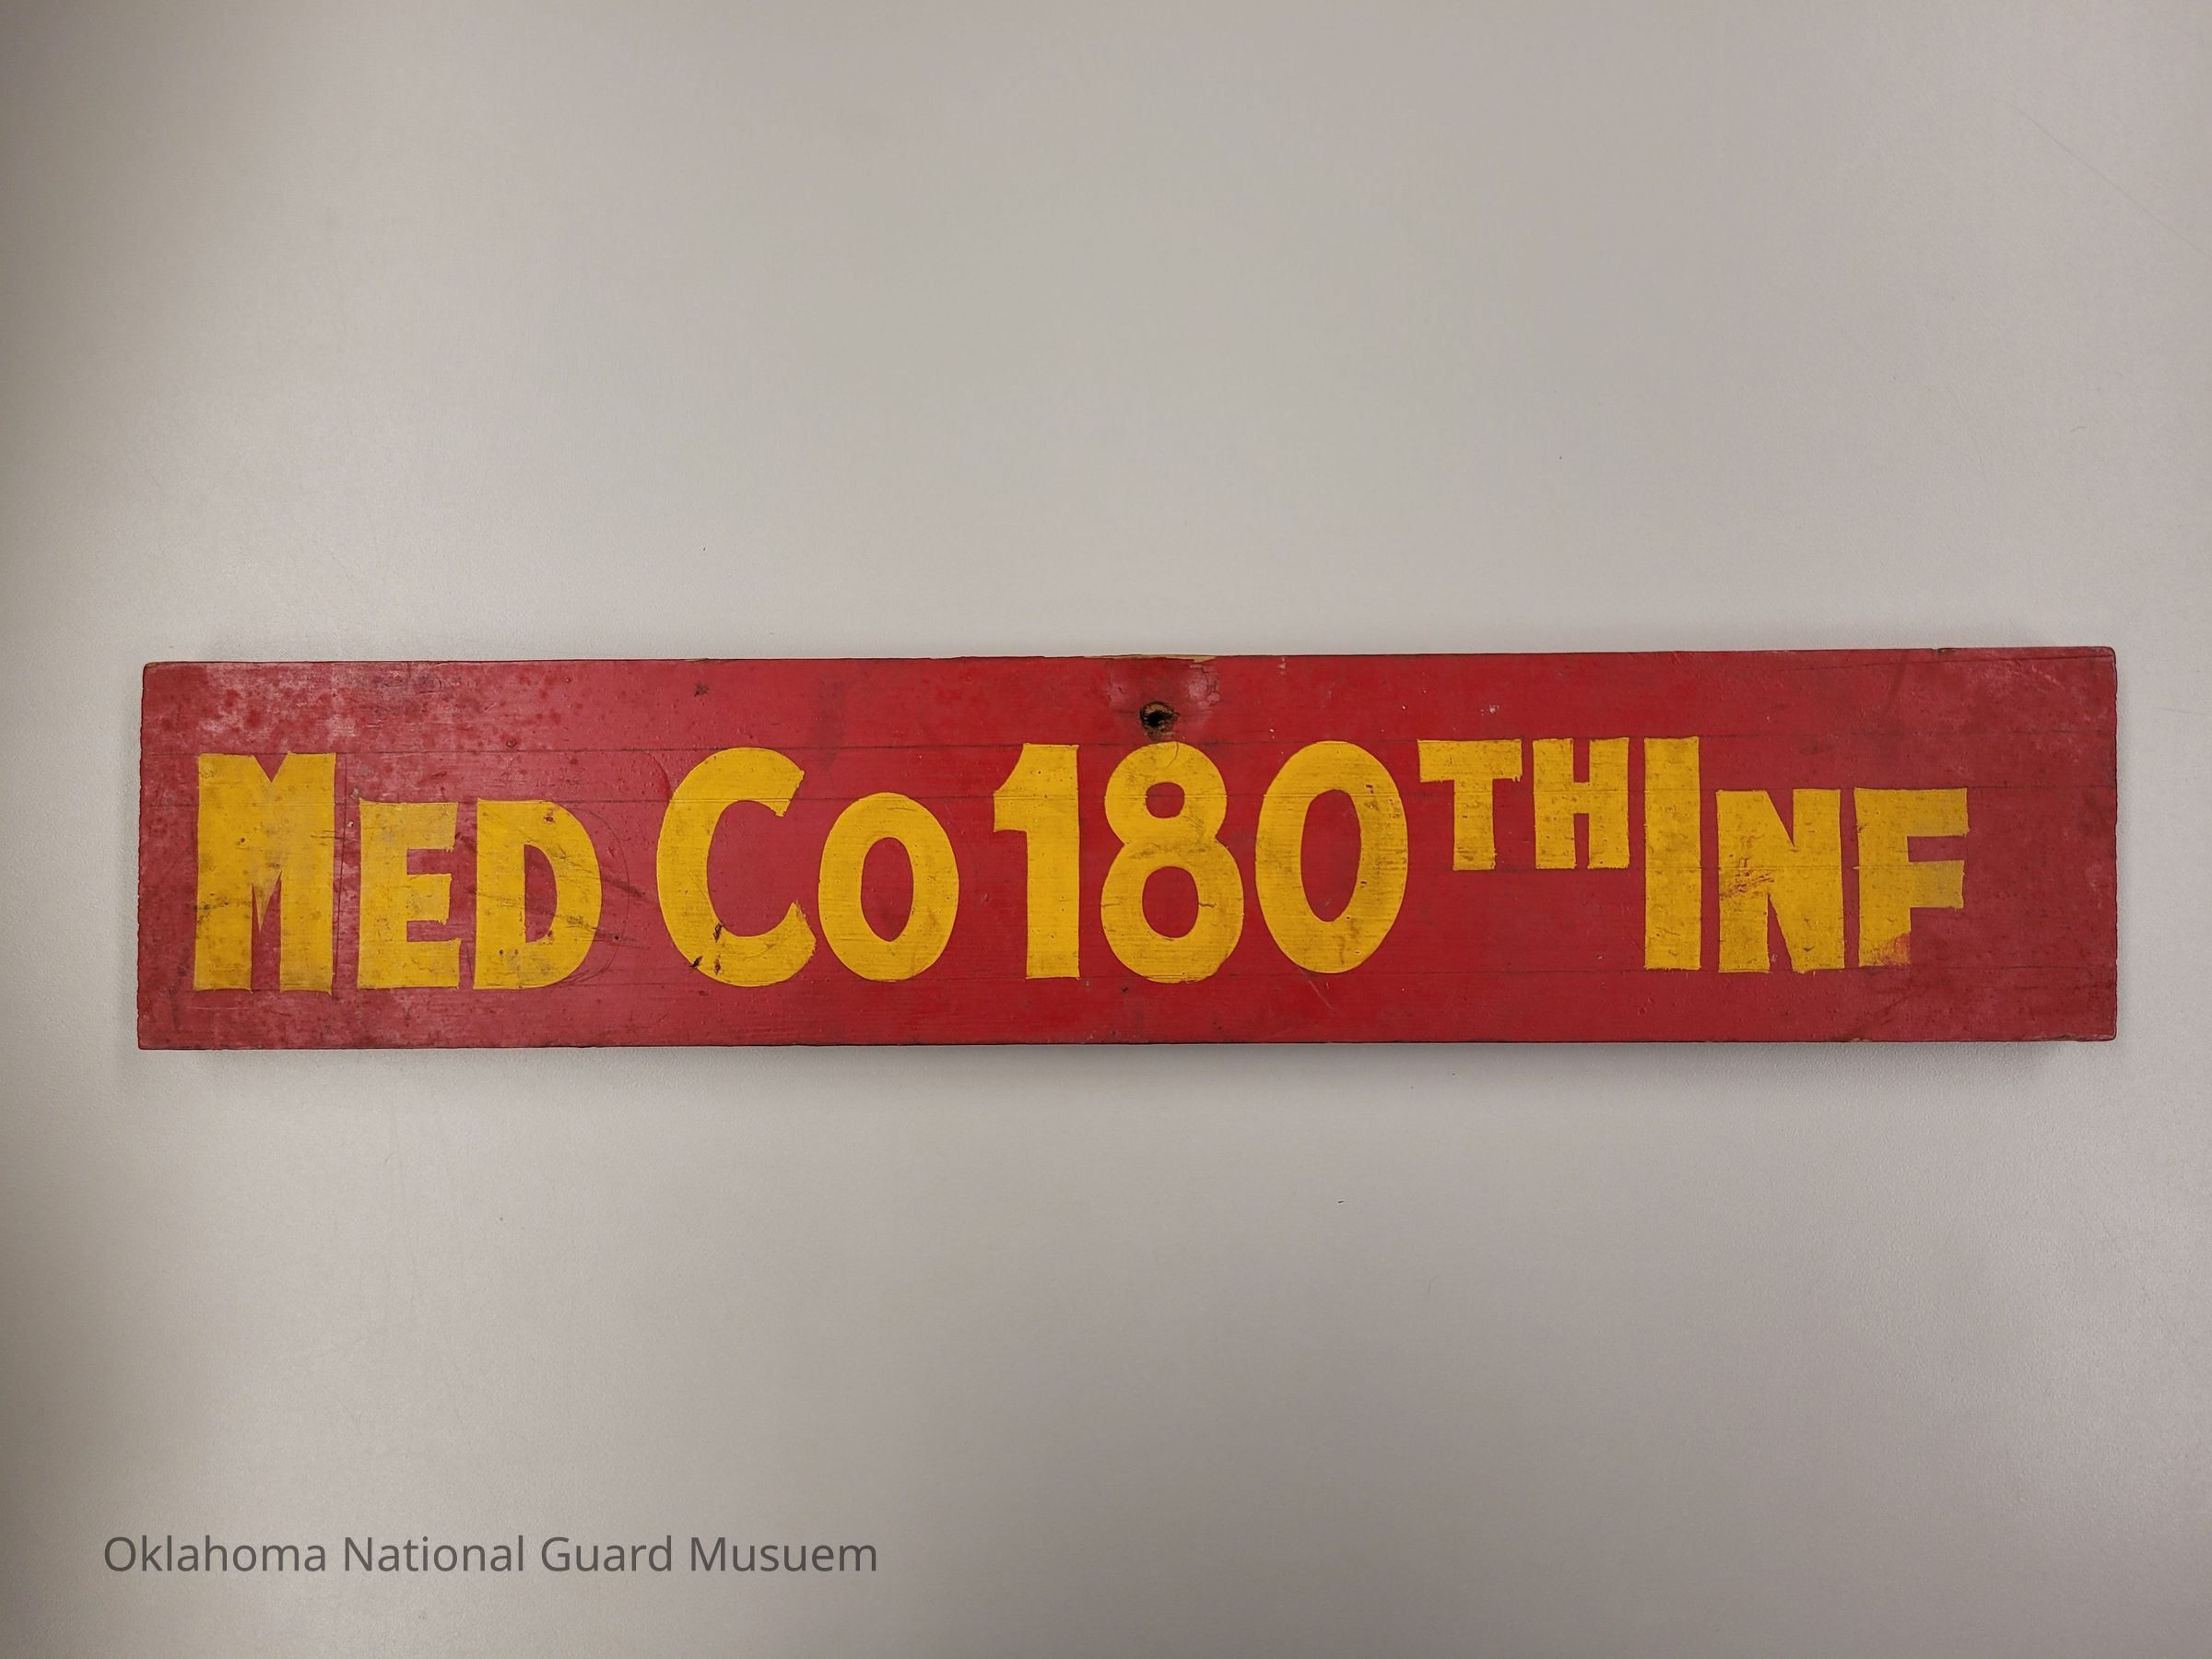 MED CO 180TH INF
Oklahoma National Guard Musuem